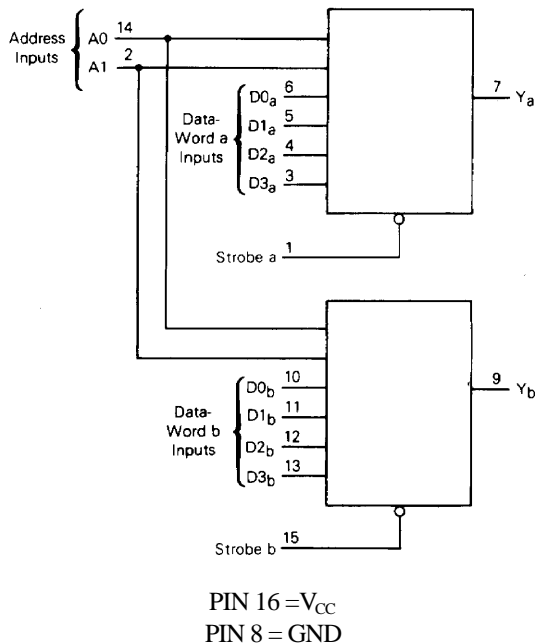 Address
Inputs
A0 14
A1 2
Data-
Word a
Inputs
D0a 6
D1a 5
D2a 4
D3a 3
7 Ya
Strobe a 1
Data-
Word b
Inputs
D0b 10
D1b 11
D2b 12
D3b 13
9 Yb
Strobe b 15
PIN 16 =VCC
PIN 8 = GND